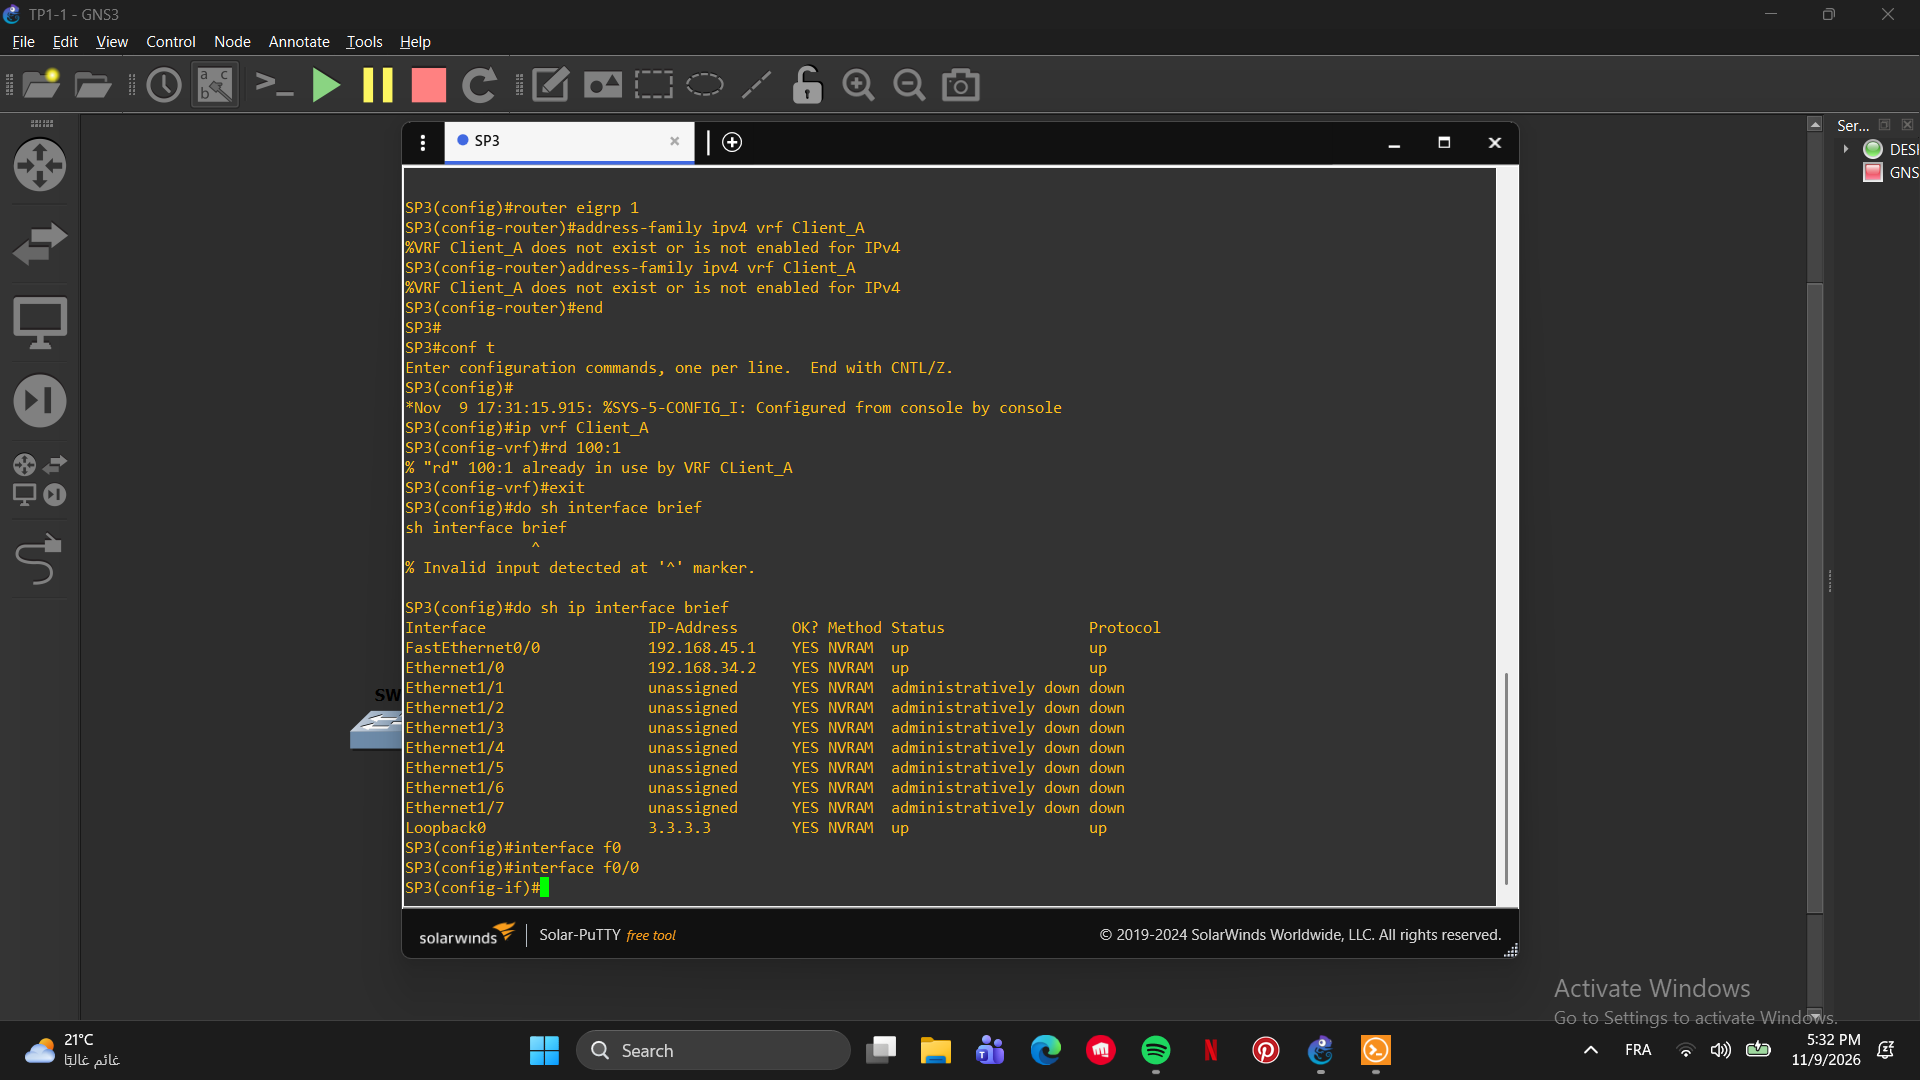 TP1-1 - GNS3
File Edit View Control Node Annotate Tools Help
Ser...
DESH
GNS
SP3
SP3(config)#router eigrp 1
SP3(config-router)#address-family ipv4 vrf Client_A
%VRF Client_A does not exist or is not enabled for IPv4
SP3(config-router)address-family ipv4 vrf Client_A
%VRF Client_A does not exist or is not enabled for IPv4
SP3(config-router)#end
SP3#
SP3#conf t
Enter configuration commands, one per line.  End with CNTL/Z.
SP3(config)#
*Nov  9 17:31:15.915: %SYS-5-CONFIG_I: Configured from console by console
SP3(config)#ip vrf Client_A
SP3(config-vrf)#rd 100:1
% "rd" 100:1 already in use by VRF CLient_A
SP3(config-vrf)#exit
SP3(config)#do sh interface brief
sh interface brief
^
% Invalid input detected at '^' marker.
SP3(config)#do sh ip interface brief
Interface IP-Address OK? Method Status Protocol
FastEthernet0/0 192.168.45.1 YES NVRAM up up
Ethernet1/0 192.168.34.2 YES NVRAM up up
Ethernet1/1 unassigned YES NVRAM administratively down down
Ethernet1/2 unassigned YES NVRAM administratively down down
Ethernet1/3 unassigned YES NVRAM administratively down down
Ethernet1/4 unassigned YES NVRAM administratively down down
Ethernet1/5 unassigned YES NVRAM administratively down down
Ethernet1/6 unassigned YES NVRAM administratively down down
Ethernet1/7 unassigned YES NVRAM administratively down down
Loopback0 3.3.3.3 YES NVRAM up up
SP3(config)#interface f0
SP3(config)#interface f0/0
SP3(config-if)#
SW
solarwinds Solar-PuTTY free tool © 2019-2024 SolarWinds Worldwide, LLC. All rights reserved.
Activate Windows
Go to Settings to activate Windows.
21°C
غائم غالبًا
Search
FRA
5:32 PM
11/9/2026